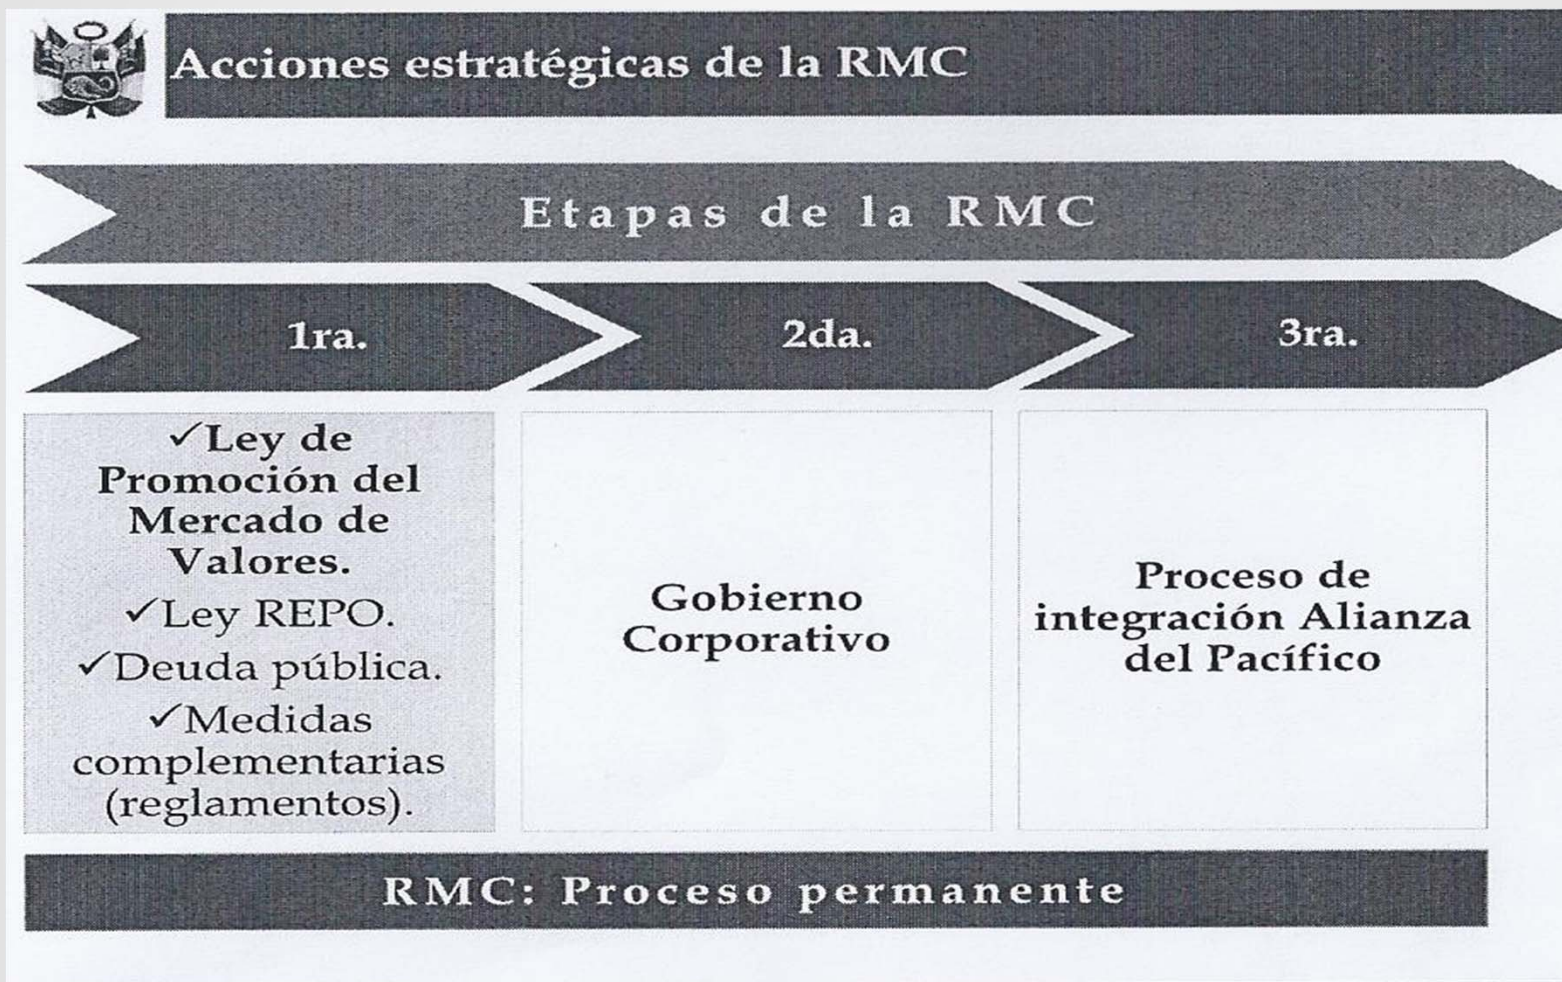 Acciones estratégicas de la RMC
Etapas de la RMC
1ra.
2da.
3ra.
✓Ley de
Promoción del
Mercado de
Valores.
✓Ley REPO.
✓Deuda pública.
✓Medidas
complementarias
(reglamentos).
Gobierno
Corporativo
Proceso de
integración Alianza
del Pacífico
RMC: Proceso permanente